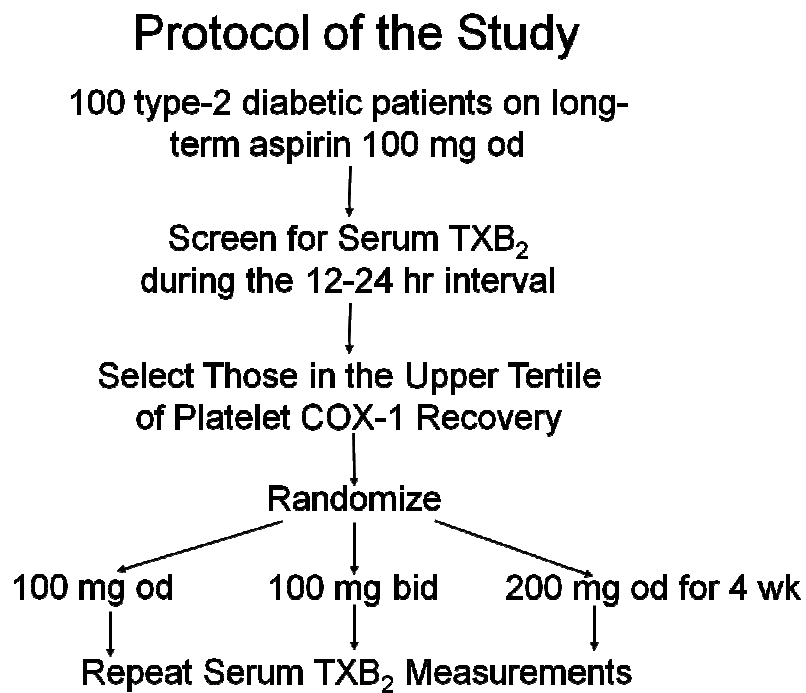 Protocol of the Study
100 type-2 diabetic patients on long-
term aspirin 100 mg od
Screen for Serum TXB₂
during the 12-24 hr interval
Select Those in the Upper Tertile
of Platelet COX-1 Recovery
Randomize
100 mg od 100 mg bid 200 mg od for 4 wk
Repeat Serum TXB₂ Measurements